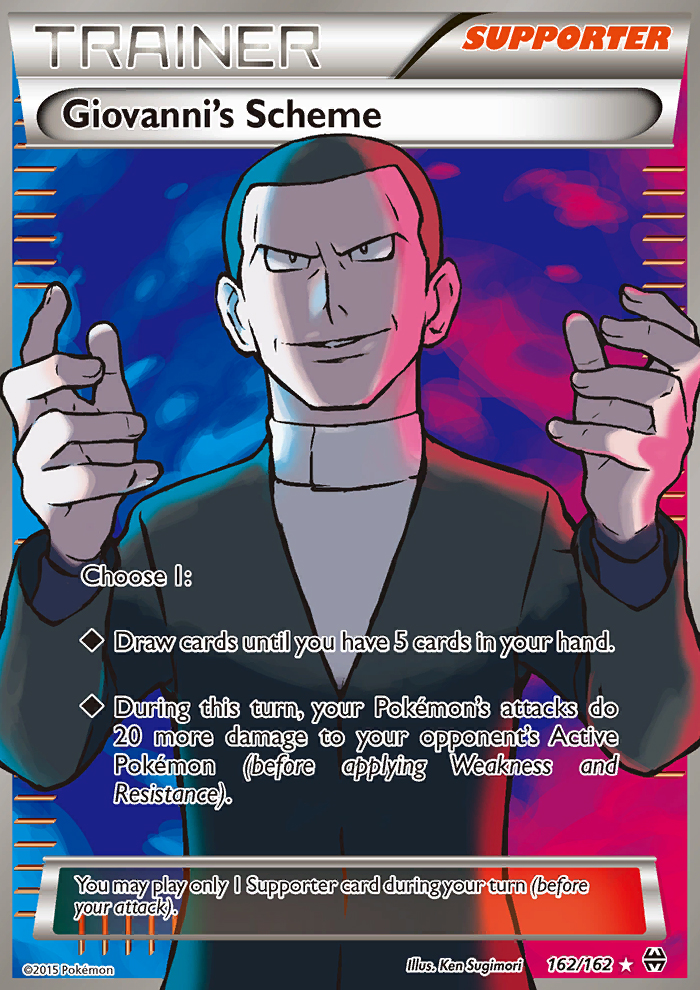 TRAINER
SUPPORTER
Giovanni's Scheme
Choose 1:
Draw cards until you have 5 cards in your hand.
During this turn, your Pokémon's attacks do
20 more damage to your opponent's Active
Pokémon (before applying Weakness and
Resistance).
You may play only 1 Supporter card during your turn (before
your attack).
©2015 Pokémon
Illus. Ken Sugimori
162/162